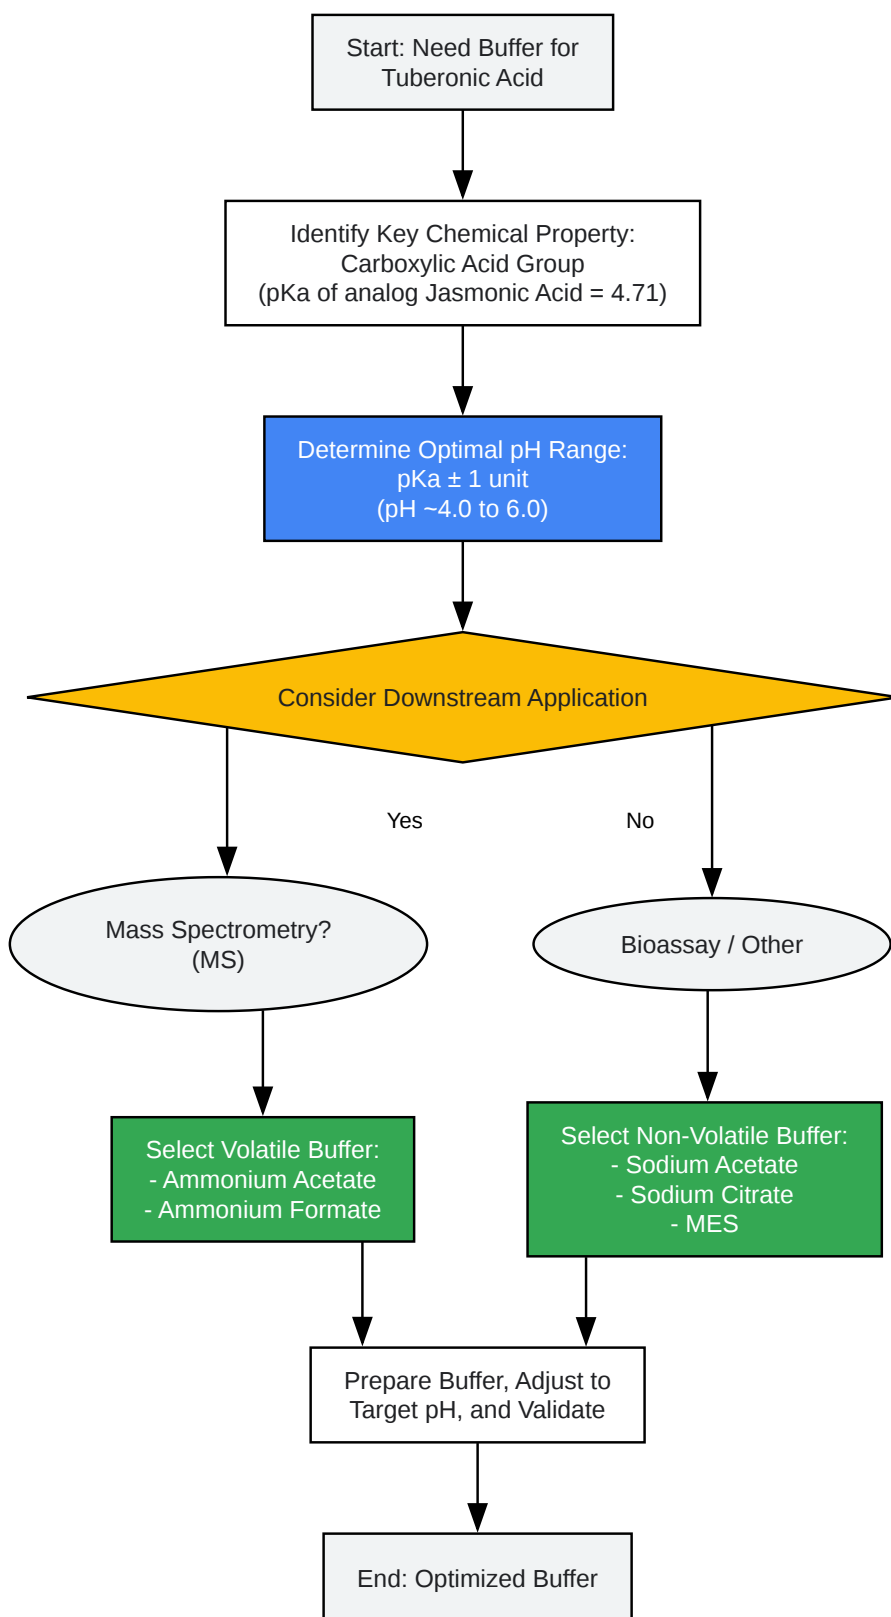 Start: Need Buffer for
Tuberonic Acid
Identify Key Chemical Property:
Carboxylic Acid Group
(pKa of analog Jasmonic Acid = 4.71)
Determine Optimal pH Range:
pKa ± 1 unit
(pH ~4.0 to 6.0)
Consider Downstream Application
Yes
No
Mass Spectrometry?
(MS)
Bioassay / Other
Select Volatile Buffer:
- Ammonium Acetate
- Ammonium Formate
Select Non-Volatile Buffer:
- Sodium Acetate
- Sodium Citrate
- MES
Prepare Buffer, Adjust to
Target pH, and Validate
End: Optimized Buffer